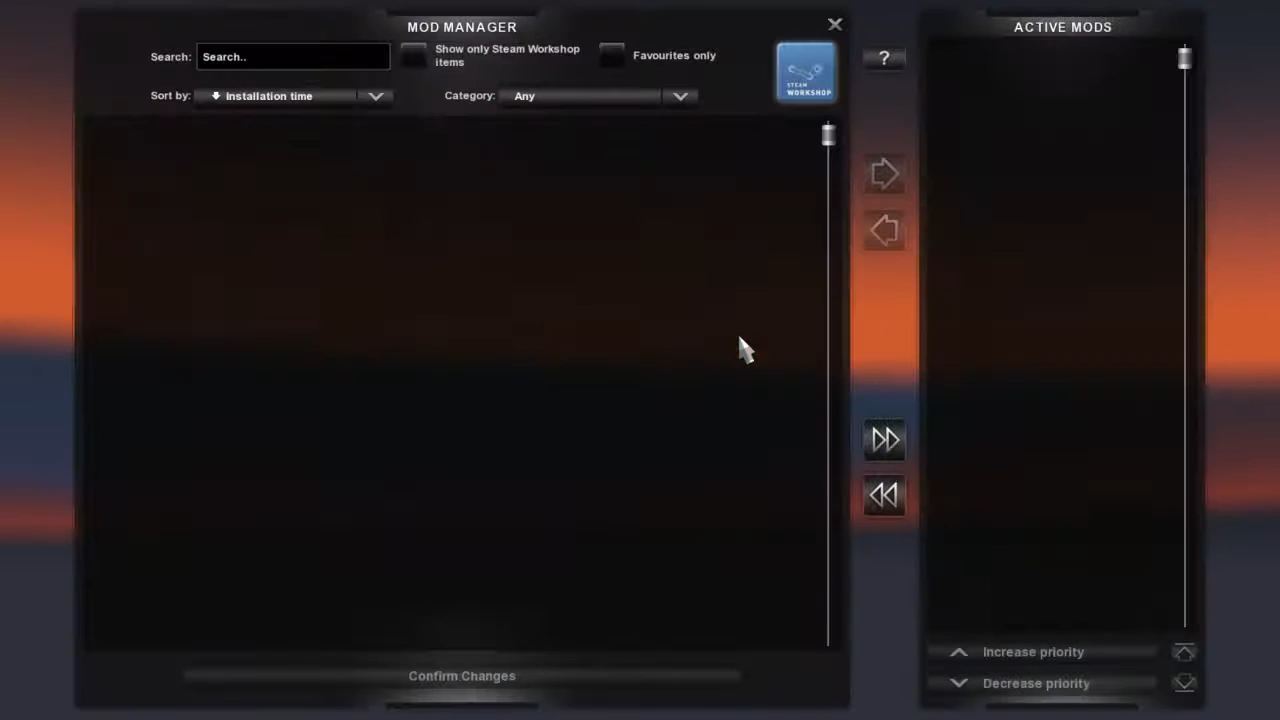 MOD MANAGER
Search:
Search..
Show only Steam Workshop
items
Favourites only
Sort by:
Installation time
Category:
Any
STEAM
WORKSHOP
?
Confirm Changes
ACTIVE MODS
Increase priority
Decrease priority